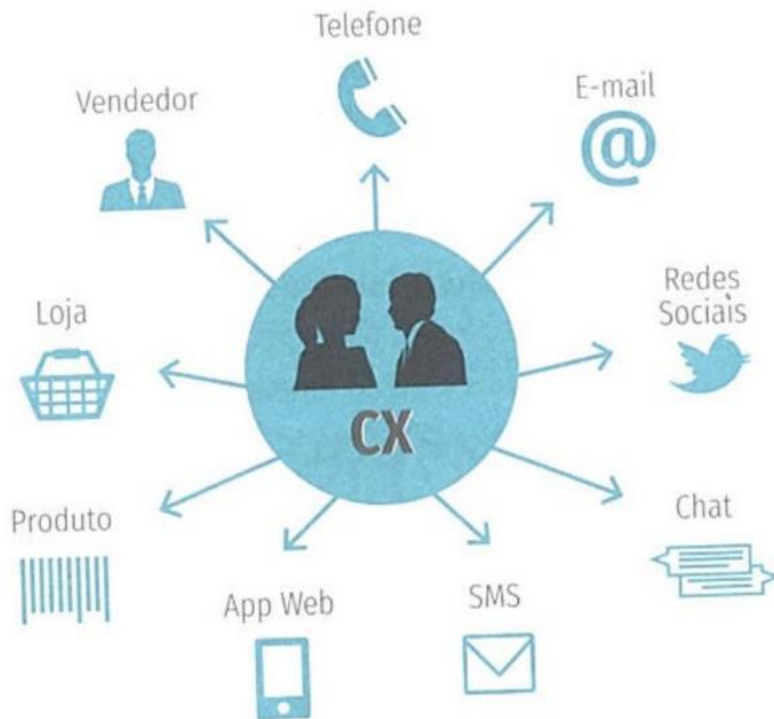 Telefone
Vendedor
E-mail
@
Loja
Redes
Sociais
CX
Produto
Chat
App Web
SMS